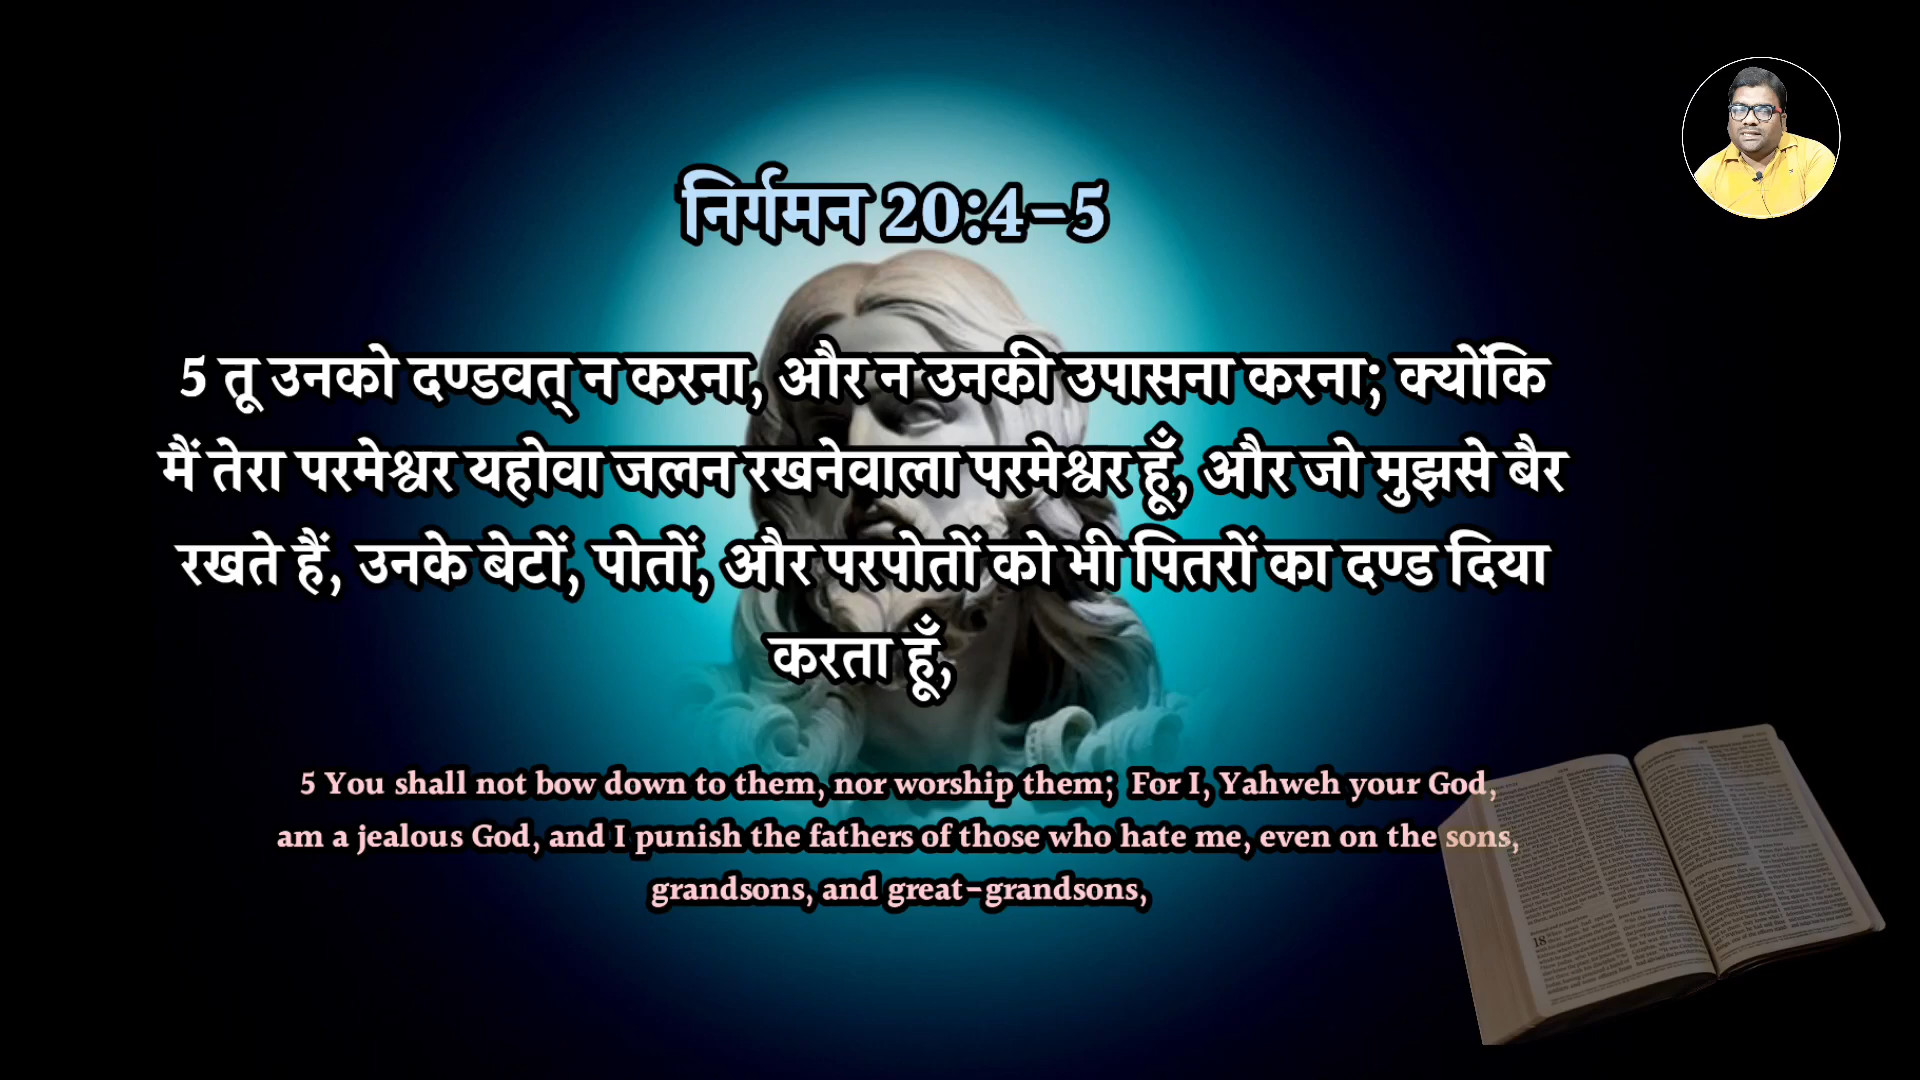 निर्गमन 20:4-5
5 तू उनको दण्डवत् न करना, और न उनकी उपासना करना; क्योंकि
मैं तेरा परमेश्वर यहोवा जलन रखनेवाला परमेश्वर हूँ, और जो मुझसे बैर
रखते हैं, उनके बेटों, पोतों, और परपोतों को भी पितरों का दण्ड दिया
करता हूँ,
5 You shall not bow down to them, nor worship them; For I, Yahweh your God,
am a jealous God, and I punish the fathers of those who hate me, even on the sons,
grandsons, and great-grandsons,
18